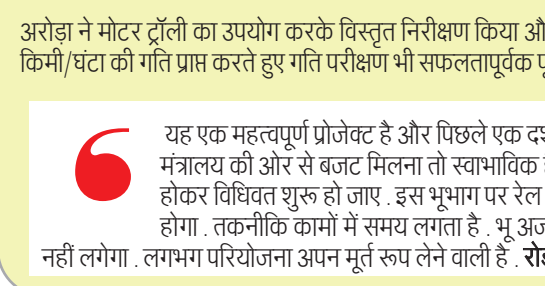 अरोड़ा ने मोटर ट्रॉली का उपयोग करके विस्तृत निरीक्षण किया
किमी/घंटा की गति प्राप्त करते हुए गति परीक्षण भी सफलतापूर्वक
यह एक महत्वपूर्ण प्रोजेक्ट है और पिछले एक
मंत्रालय की ओर से बजट मिलना तो स्वाभाविक
होकर विधिवत शुरू हो जाए . इस भूभाग पर रेल
होगा . तकनीकि कामों में समय लगता है . भू
नहीं लगेगा . लगभग परियोजना अपन मूर्त रूप लेने वाली है .